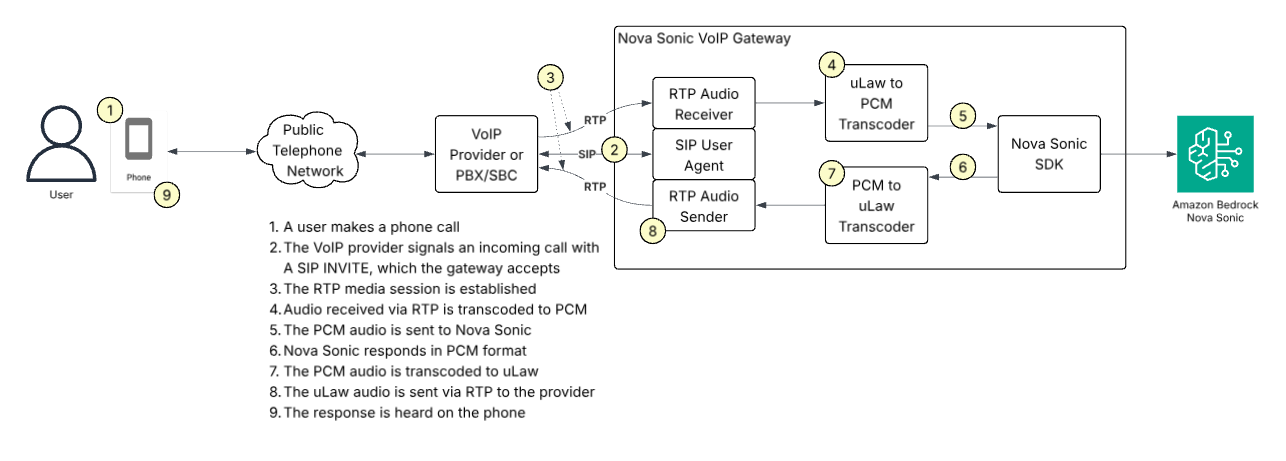 Nova Sonic VoIP Gateway
1
User
Phone
9
Public
Telephone
Network
VoIP
Provider or
PBX/SBC
3
RTP
SIP
2
RTP
RTP Audio
Receiver
SIP User
Agent
RTP Audio
Sender
8
4
uLaw to
PCM
Transcoder
5
7
PCM to
uLaw
Transcoder
6
Nova Sonic
SDK
Amazon Bedrock
Nova Sonic
1. A user makes a phone call
2. The VoIP provider signals an incoming call with
A SIP INVITE, which the gateway accepts
3. The RTP media session is established
4. Audio received via RTP is transcoded to PCM
5. The PCM audio is sent to Nova Sonic
6. Nova Sonic responds in PCM format
7. The PCM audio is transcoded to uLaw
8. The uLaw audio is sent via RTP to the provider
9. The response is heard on the phone